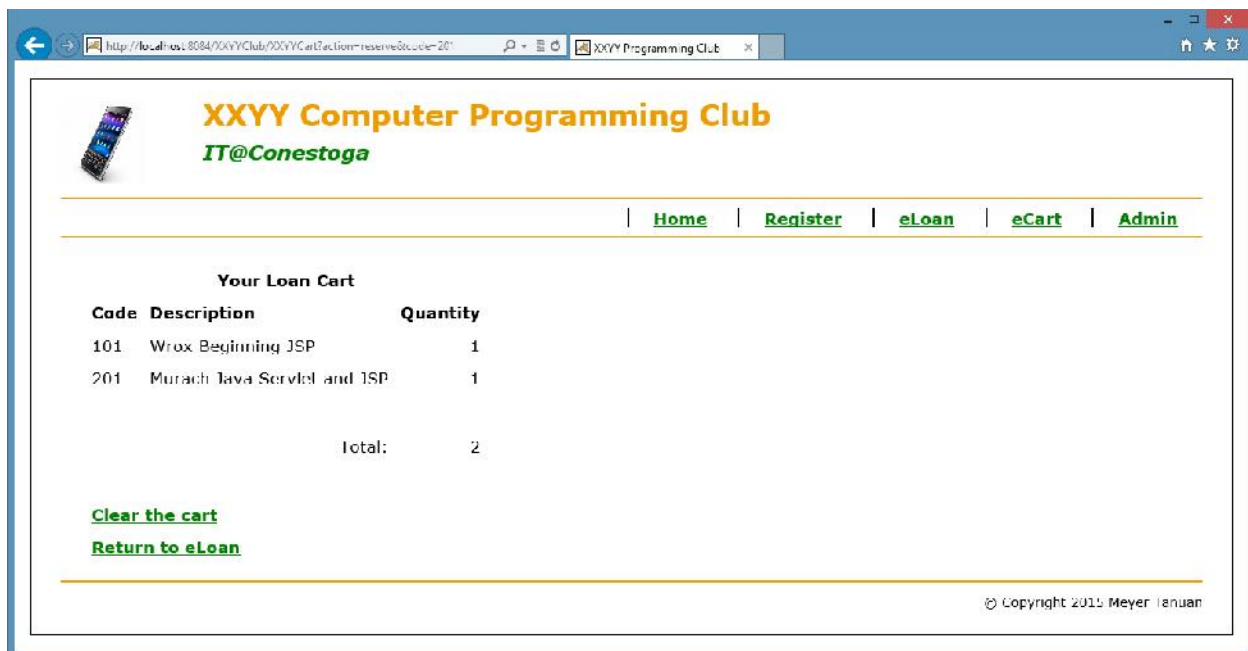 http://localhost:8084/XXYYClub/XXYYCart?action=reserve&code=201
XXYY Programming Club
XXYY Computer Programming Club
IT@Conestoga
Home | Register | eLoan | eCart | Admin
Your Loan Cart
Code Description Quantity
101 Wrox Beginning JSP 1
201 Murach Java Servlet and JSP 1
Total: 2
Clear the cart
Return to eLoan
© Copyright 2015 Meyer Tanuan